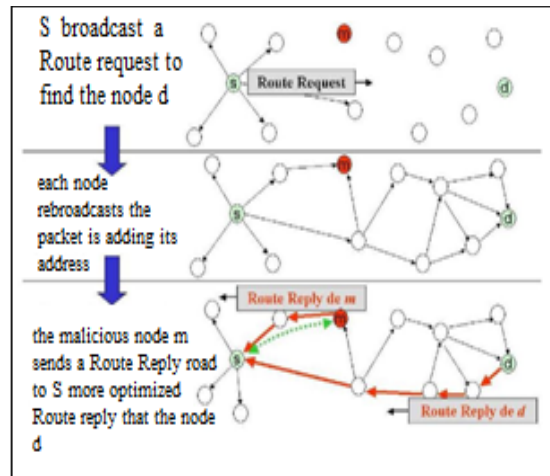 S broadcast a
Route request to
find the node d
m
s
Route Request
d
each node
rebroadcasts the
packet is adding its
address
m
s
d
the malicious node m
sends a Route Reply road
to S more optimized
Route reply that the node
d
Route Reply de m
m
s
d
Route Reply de d